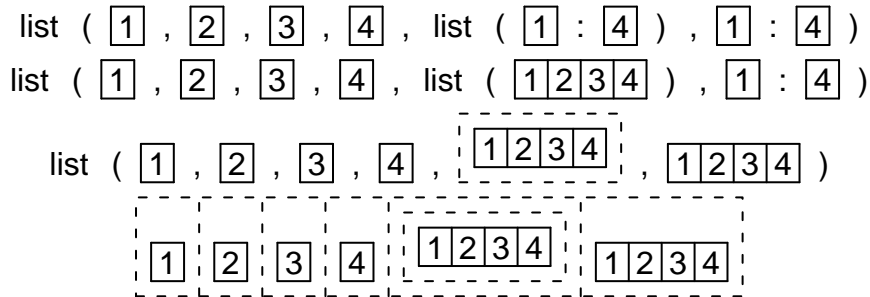 list ( 1 , 2 , 3 , 4 , list ( 1 : 4 ) , 1 : 4 )
list ( 1 , 2 , 3 , 4 , list ( 1 2 3 4 ) , 1 : 4 )
list ( 1 , 2 , 3 , 4 , 1 2 3 4 , 1 2 3 4 )
1 2 3 4 1 2 3 4 1 2 3 4